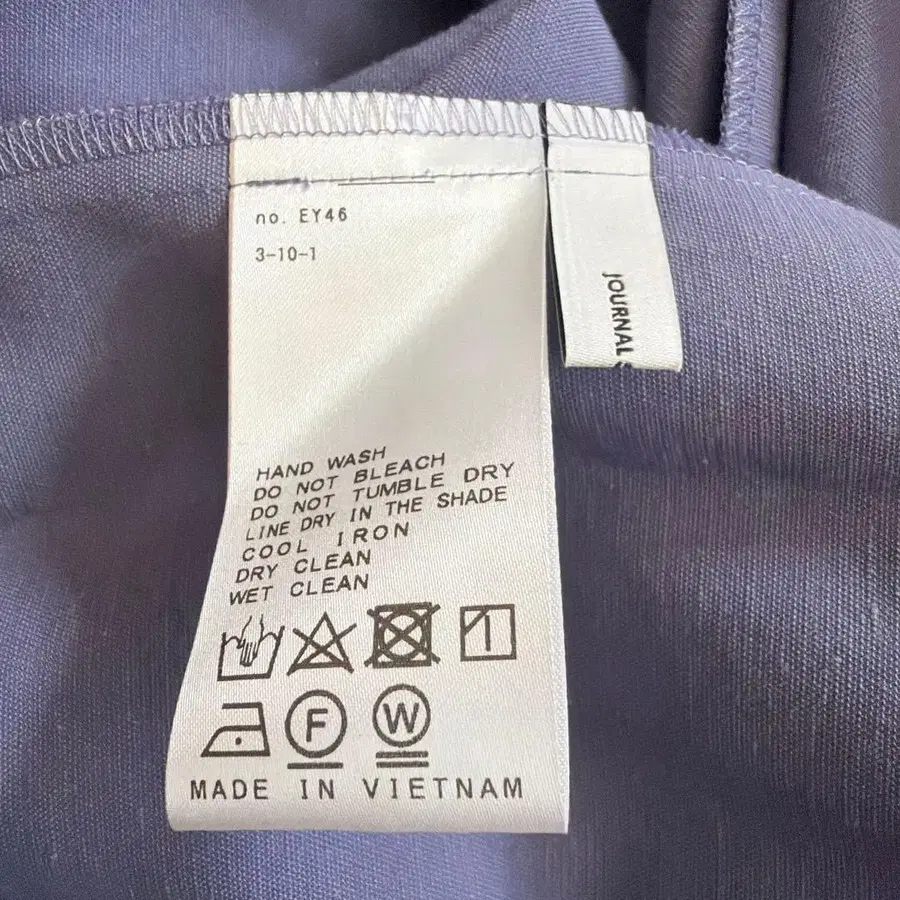 no. EY46
3-10-1
HAND WASH
DO NOT BLEACH
DO NOT TUMBLE DRY
LINE DRY IN THE SHADE
COOL IRON
DRY CLEAN
WET CLEAN
F
W
MADE IN VIETNAM
JOURNAL